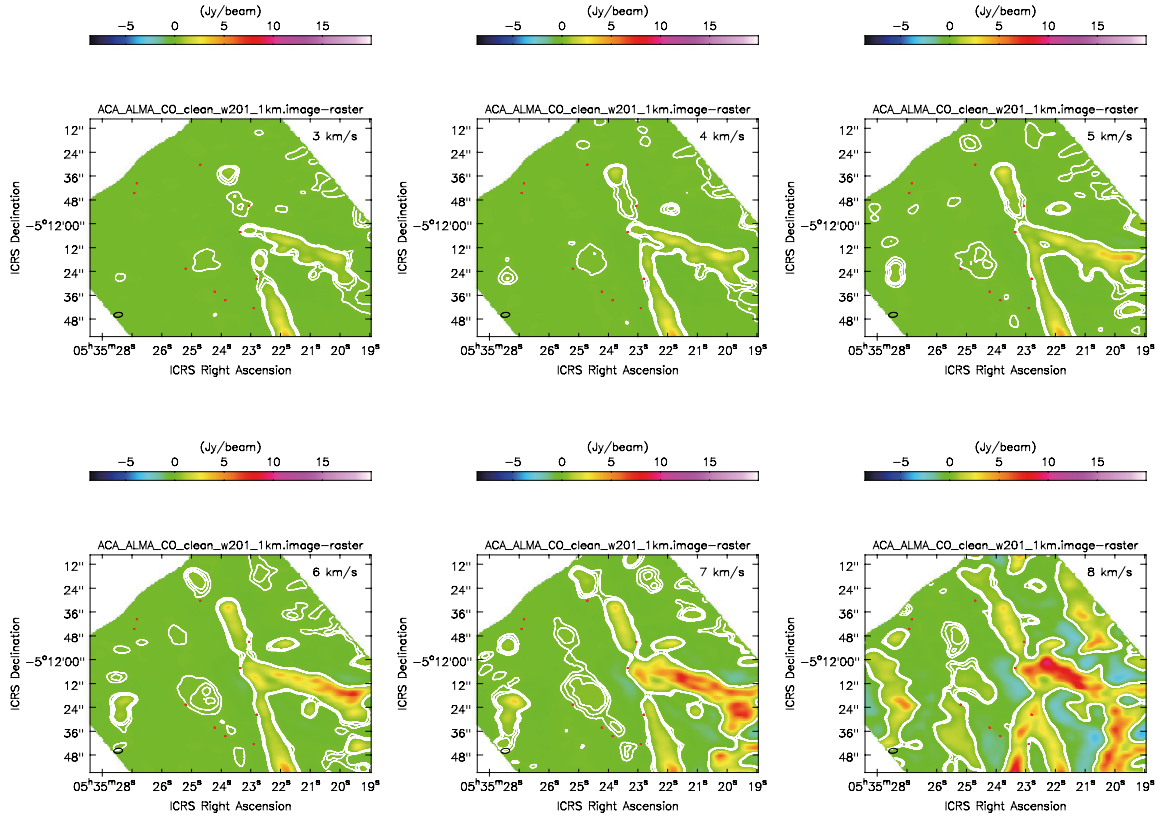 (Jy/beam) (Jy/beam) (Jy/beam)
−5 0 5 10 15 −5 0 5 10 15 −5 0 5 10 15
ACA_ALMA_CO_clean_w201_1km.image−raster ACA_ALMA_CO_clean_w201_1km.image−raster ACA_ALMA_CO_clean_w201_1km.image−raster
3 km/s 4 km/s 5 km/s
ICRS Declination ICRS Declination ICRS Declination
12" 12" 12"
24" 24" 24"
36" 36" 36"
48" 48" 48"
−5°12'00" −5°12'00" −5°12'00"
12" 12" 12"
24" 24" 24"
36" 36" 36"
48" 48" 48"
05h35m28s 26s 25s 24s 23s 22s 21s 20s 19s 05h35m28s 26s 25s 24s 23s 22s 21s 20s 19s 05h35m28s 26s 25s 24s 23s 22s 21s 20s 19s
ICRS Right Ascension ICRS Right Ascension ICRS Right Ascension
(Jy/beam) (Jy/beam) (Jy/beam)
−5 0 5 10 15 −5 0 5 10 15 −5 0 5 10 15
ACA_ALMA_CO_clean_w201_1km.image−raster ACA_ALMA_CO_clean_w201_1km.image−raster ACA_ALMA_CO_clean_w201_1km.image−raster
6 km/s 7 km/s 8 km/s
ICRS Declination ICRS Declination ICRS Declination
12" 12" 12"
24" 24" 24"
36" 36" 36"
48" 48" 48"
−5°12'00" −5°12'00" −5°12'00"
12" 12" 12"
24" 24" 24"
36" 36" 36"
48" 48" 48"
05h35m28s 26s 25s 24s 23s 22s 21s 20s 19s 05h35m28s 26s 25s 24s 23s 22s 21s 20s 19s 05h35m28s 26s 25s 24s 23s 22s 21s 20s 19s
ICRS Right Ascension ICRS Right Ascension ICRS Right Ascension